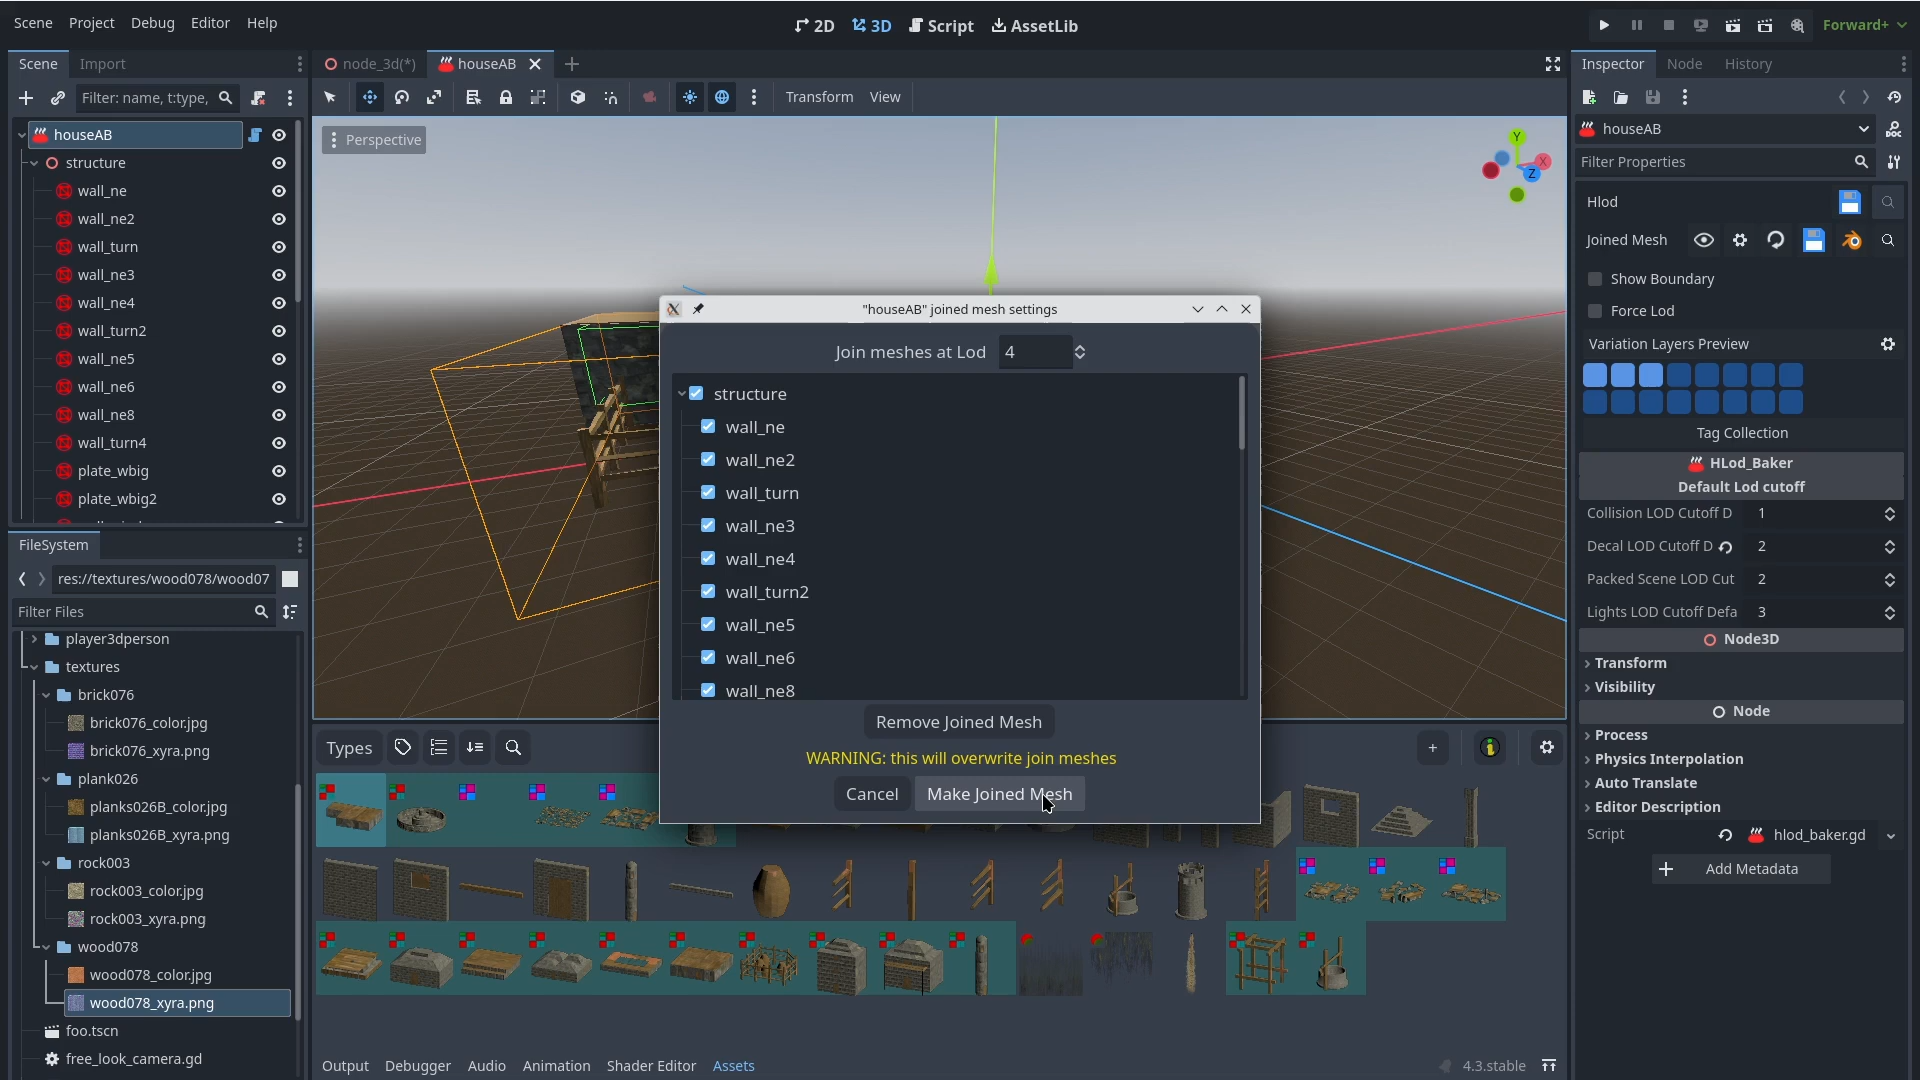 Scene Project Debug Editor Help
2D 3D Script AssetLib
Forward+
Scene Import
Filter: name, t:type,
houseAB
structure
wall_ne
wall_ne2
wall_turn
wall_ne3
wall_ne4
wall_turn2
wall_ne5
wall_ne6
wall_ne8
wall_turn4
plate_wbig
plate_wbig2
FileSystem
res://textures/wood078/wood07
Filter Files
player3dperson
textures
brick076
brick076_color.jpg
brick076_xyra.png
plank026
planks026B_color.jpg
planks026B_xyra.png
rock003
rock003_color.jpg
rock003_xyra.png
wood078
wood078_color.jpg
wood078_xyra.png
foo.tscn
free_look_camera.gd
node_3d(*) houseAB
Transform View
Perspective
Y
X
Z
"houseAB" joined mesh settings
Join meshes at Lod 4
structure
wall_ne
wall_ne2
wall_turn
wall_ne3
wall_ne4
wall_turn2
wall_ne5
wall_ne6
wall_ne8
Remove Joined Mesh
WARNING: this will overwrite join meshes
Cancel Make Joined Mesh
Types
Output Debugger Audio Animation Shader Editor Assets
4.3.stable
Inspector Node History
houseAB
Filter Properties
Hlod
Joined Mesh
Show Boundary
Force Lod
Variation Layers Preview
Tag Collection
HLod_Baker
Default Lod cutoff
Collision LOD Cutoff D 1
Decal LOD Cutoff D 2
Packed Scene LOD Cut 2
Lights LOD Cutoff Defa 3
Node3D
Transform
Visibility
Node
Process
Physics Interpolation
Auto Translate
Editor Description
Script hlod_baker.gd
Add Metadata